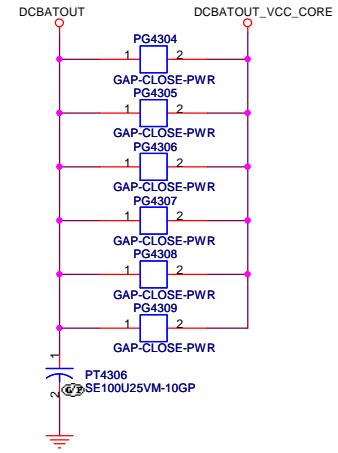 DCBATOUT DCBATOUT_VCC_CORE
PG4304
1 2
GAP-CLOSE-PWR
PG4305
1 2
GAP-CLOSE-PWR
PG4306
1 2
GAP-CLOSE-PWR
PG4307
1 2
GAP-CLOSE-PWR
PG4308
1 2
GAP-CLOSE-PWR
PG4309
1 2
GAP-CLOSE-PWR
1
PT4306
2 SE100U25VM-10GP